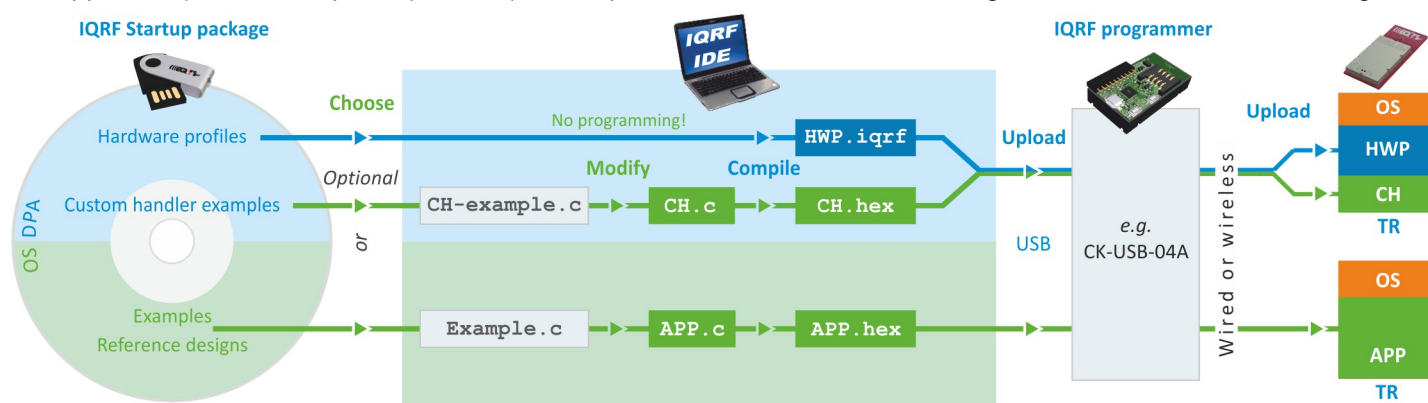 IQRF Startup package
IQRF
IDE
IQRF programmer
Choose
Hardware profiles
No programming!
HWP.iqrf
Upload
Upload
OS
HWP
Optional
Modify
Compile
Custom handler examples
CH-example.c
CH.c
CH.hex
CH
TR
or
DPA
OS
USB
e.g.
CK-USB-04A
Wired or wireless
Examples
Reference designs
Example.c
APP.c
APP.hex
OS
APP
TR